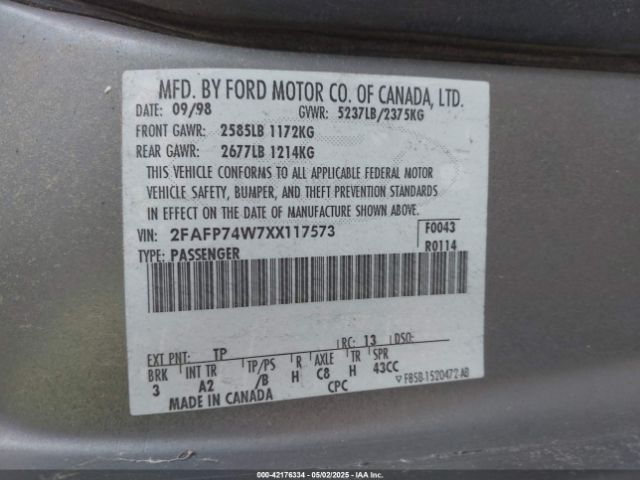 MFD. BY FORD MOTOR CO. OF CANADA, LTD.
DATE: 09/98 GVWR: 5237LB/2375KG
FRONT GAWR: 2585LB 1172KG
REAR GAWR: 2677LB 1214KG
THIS VEHICLE CONFORMS TO ALL APPLICABLE FEDERAL MOTOR
VEHICLE SAFETY, BUMPER, AND THEFT PREVENTION STANDARDS
IN EFFECT ON THE DATE OF MANUFACTURE SHOWN ABOVE.
VIN: 2FAFP74W7XX117573 F0043
TYPE: PASSENGER R0114
EXT PNT: TP RC: 13 DSO:
BRK INT TR TP/PS R AXLE TR SPR
3 A2 /B H C8 H 43CC
CPC
MADE IN CANADA F85B-1520472-AB
000-42176334 - 05/02/2025 - IAAI.COM